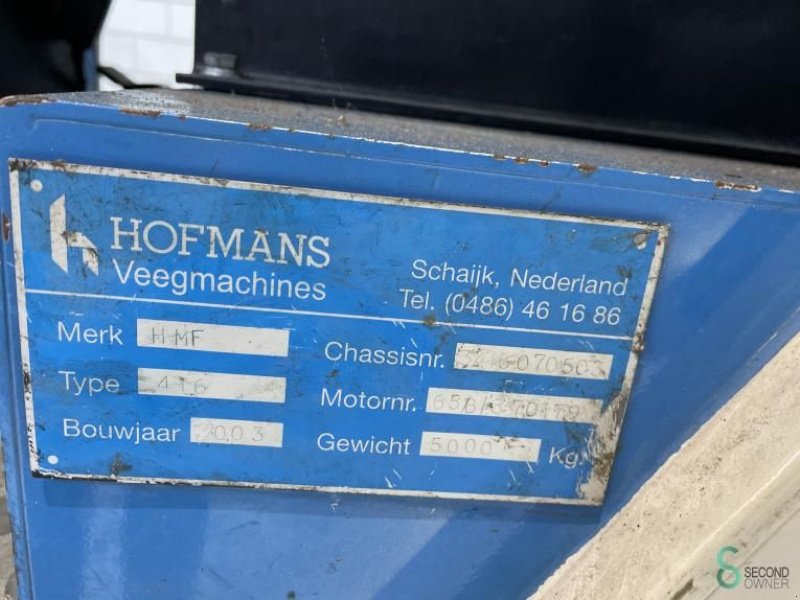 HOFMANS
Veegmachines
Schaijk, Nederland
Tel. (0486) 46 16 86
Merk HMF
Type 416
Bouwjaar 2003
Chassisnr.
Motornr.
Gewicht 5000 Kg.
SECOND
OWNER